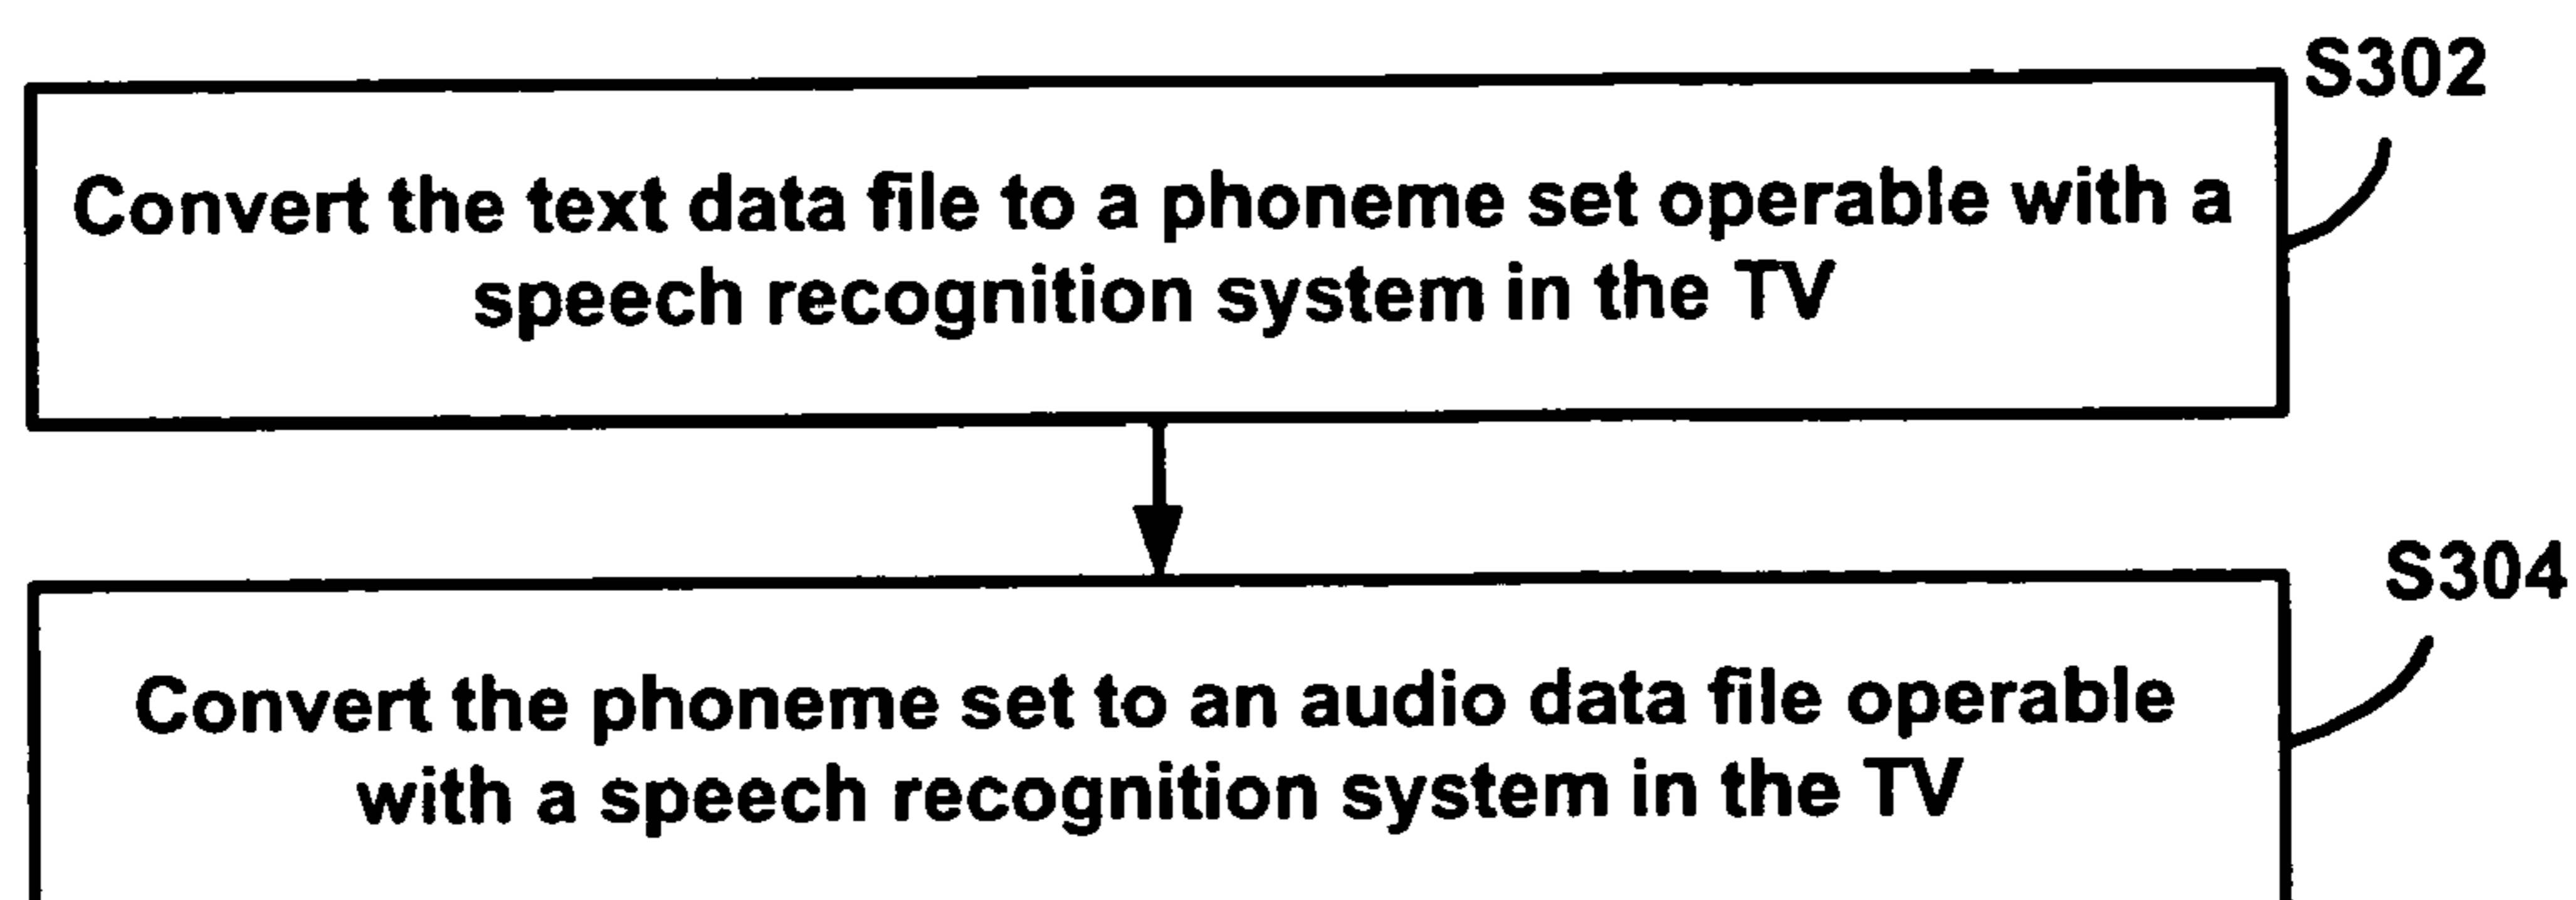 S302
Convert the text data file to a phoneme set operable with a
speech recognition system in the TV
S304
Convert the phoneme set to an audio data file operable
with a speech recognition system in the TV